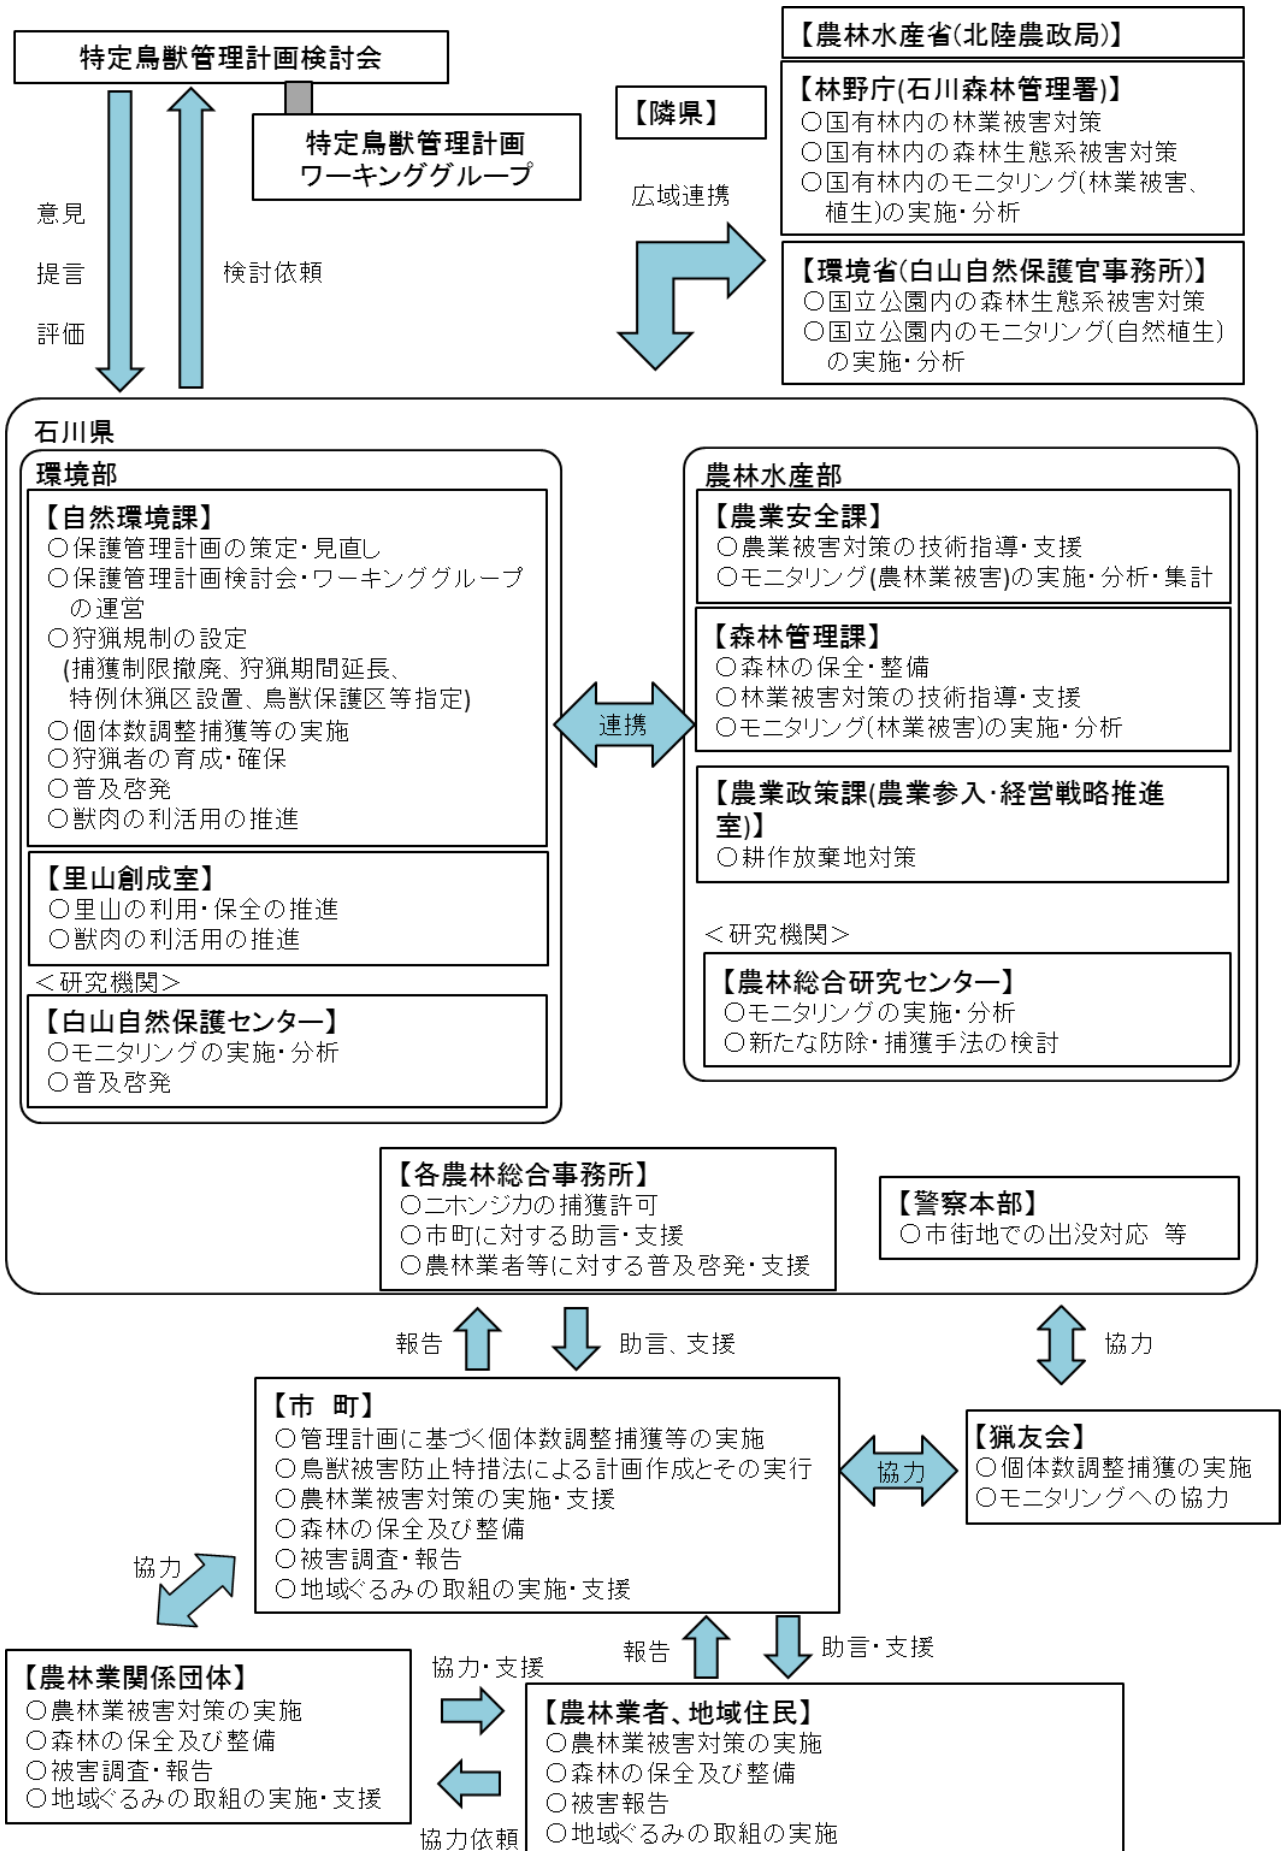 特定鳥獣管理計画検討会
特定鳥獣管理計画
ワーキンググループ
意見
提言
評価
検討依頼
【隣県】
広域連携
【農林水産省(北陸農政局)】
【林野庁(石川森林管理署)】
○国有林内の林業被害対策
○国有林内の森林生態系被害対策
○国有林内のモニタリング(林業被害、
植生)の実施・分析
【環境省(白山自然保護官事務所)】
○国立公園内の森林生態系被害対策
○国立公園内のモニタリング(自然植生)
の実施・分析
石川県
環境部
【自然環境課】
○保護管理計画の策定・見直し
○保護管理計画検討会・ワーキンググループ
の運営
○狩猟規制の設定
(捕獲制限撤廃、狩猟期間延長、
特例休猟区設置、鳥獣保護区等指定)
○個体数調整捕獲等の実施
○狩猟者の育成・確保
○普及啓発
○獣肉の利活用の推進
【里山創成室】
○里山の利用・保全の推進
○獣肉の利活用の推進
＜研究機関＞
【白山自然保護センター】
○モニタリングの実施・分析
○普及啓発
連携
農林水産部
【農業安全課】
○農業被害対策の技術指導・支援
○モニタリング(農林業被害)の実施・分析・集計
【森林管理課】
○森林の保全・整備
○林業被害対策の技術指導・支援
○モニタリング(林業被害)の実施・分析
【農業政策課(農業参入・経営戦略推進
室)】
○耕作放棄地対策
＜研究機関＞
【農林総合研究センター】
○モニタリングの実施・分析
○新たな防除・捕獲手法の検討
【各農林総合事務所】
○ニホンジカの捕獲許可
○市町に対する助言・支援
○農林業者等に対する普及啓発・支援
【警察本部】
○市街地での出没対応　等
報告
助言、支援
協力
【市　町】
○管理計画に基づく個体数調整捕獲等の実施
○鳥獣被害防止特措法による計画作成とその実行
○農林業被害対策の実施・支援
○森林の保全及び整備
○被害調査・報告
○地域ぐるみの取組の実施・支援
協力
【猟友会】
○個体数調整捕獲の実施
○モニタリングへの協力
協力
報告
助言・支援
【農林業関係団体】
○農林業被害対策の実施
○森林の保全及び整備
○被害調査・報告
○地域ぐるみの取組の実施・支援
協力・支援
協力依頼
【農林業者、地域住民】
○農林業被害対策の実施
○森林の保全及び整備
○被害報告
○地域ぐるみの取組の実施